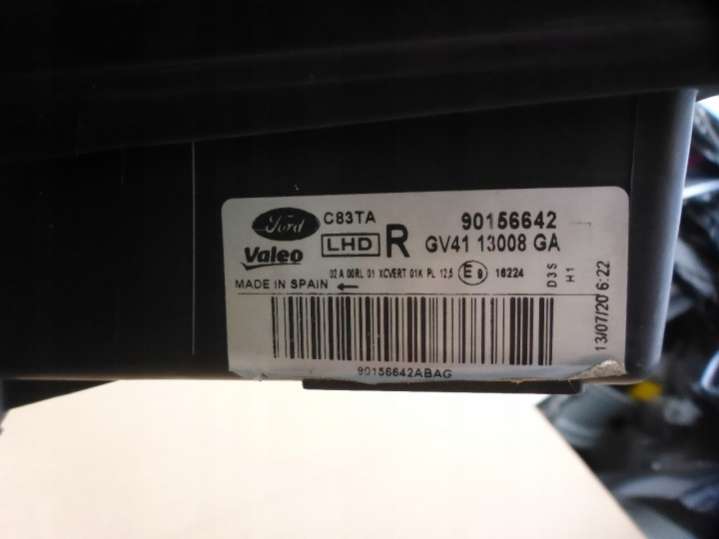 Ford C83TA 90156642
Valeo LHD R GV41 13008 GA
02 A 00RL 01 XCVERT 01K PL 12,5 E 9 16224
MADE IN SPAIN ←
D3S
H1
13/07/20 6:22
90156642ABAG